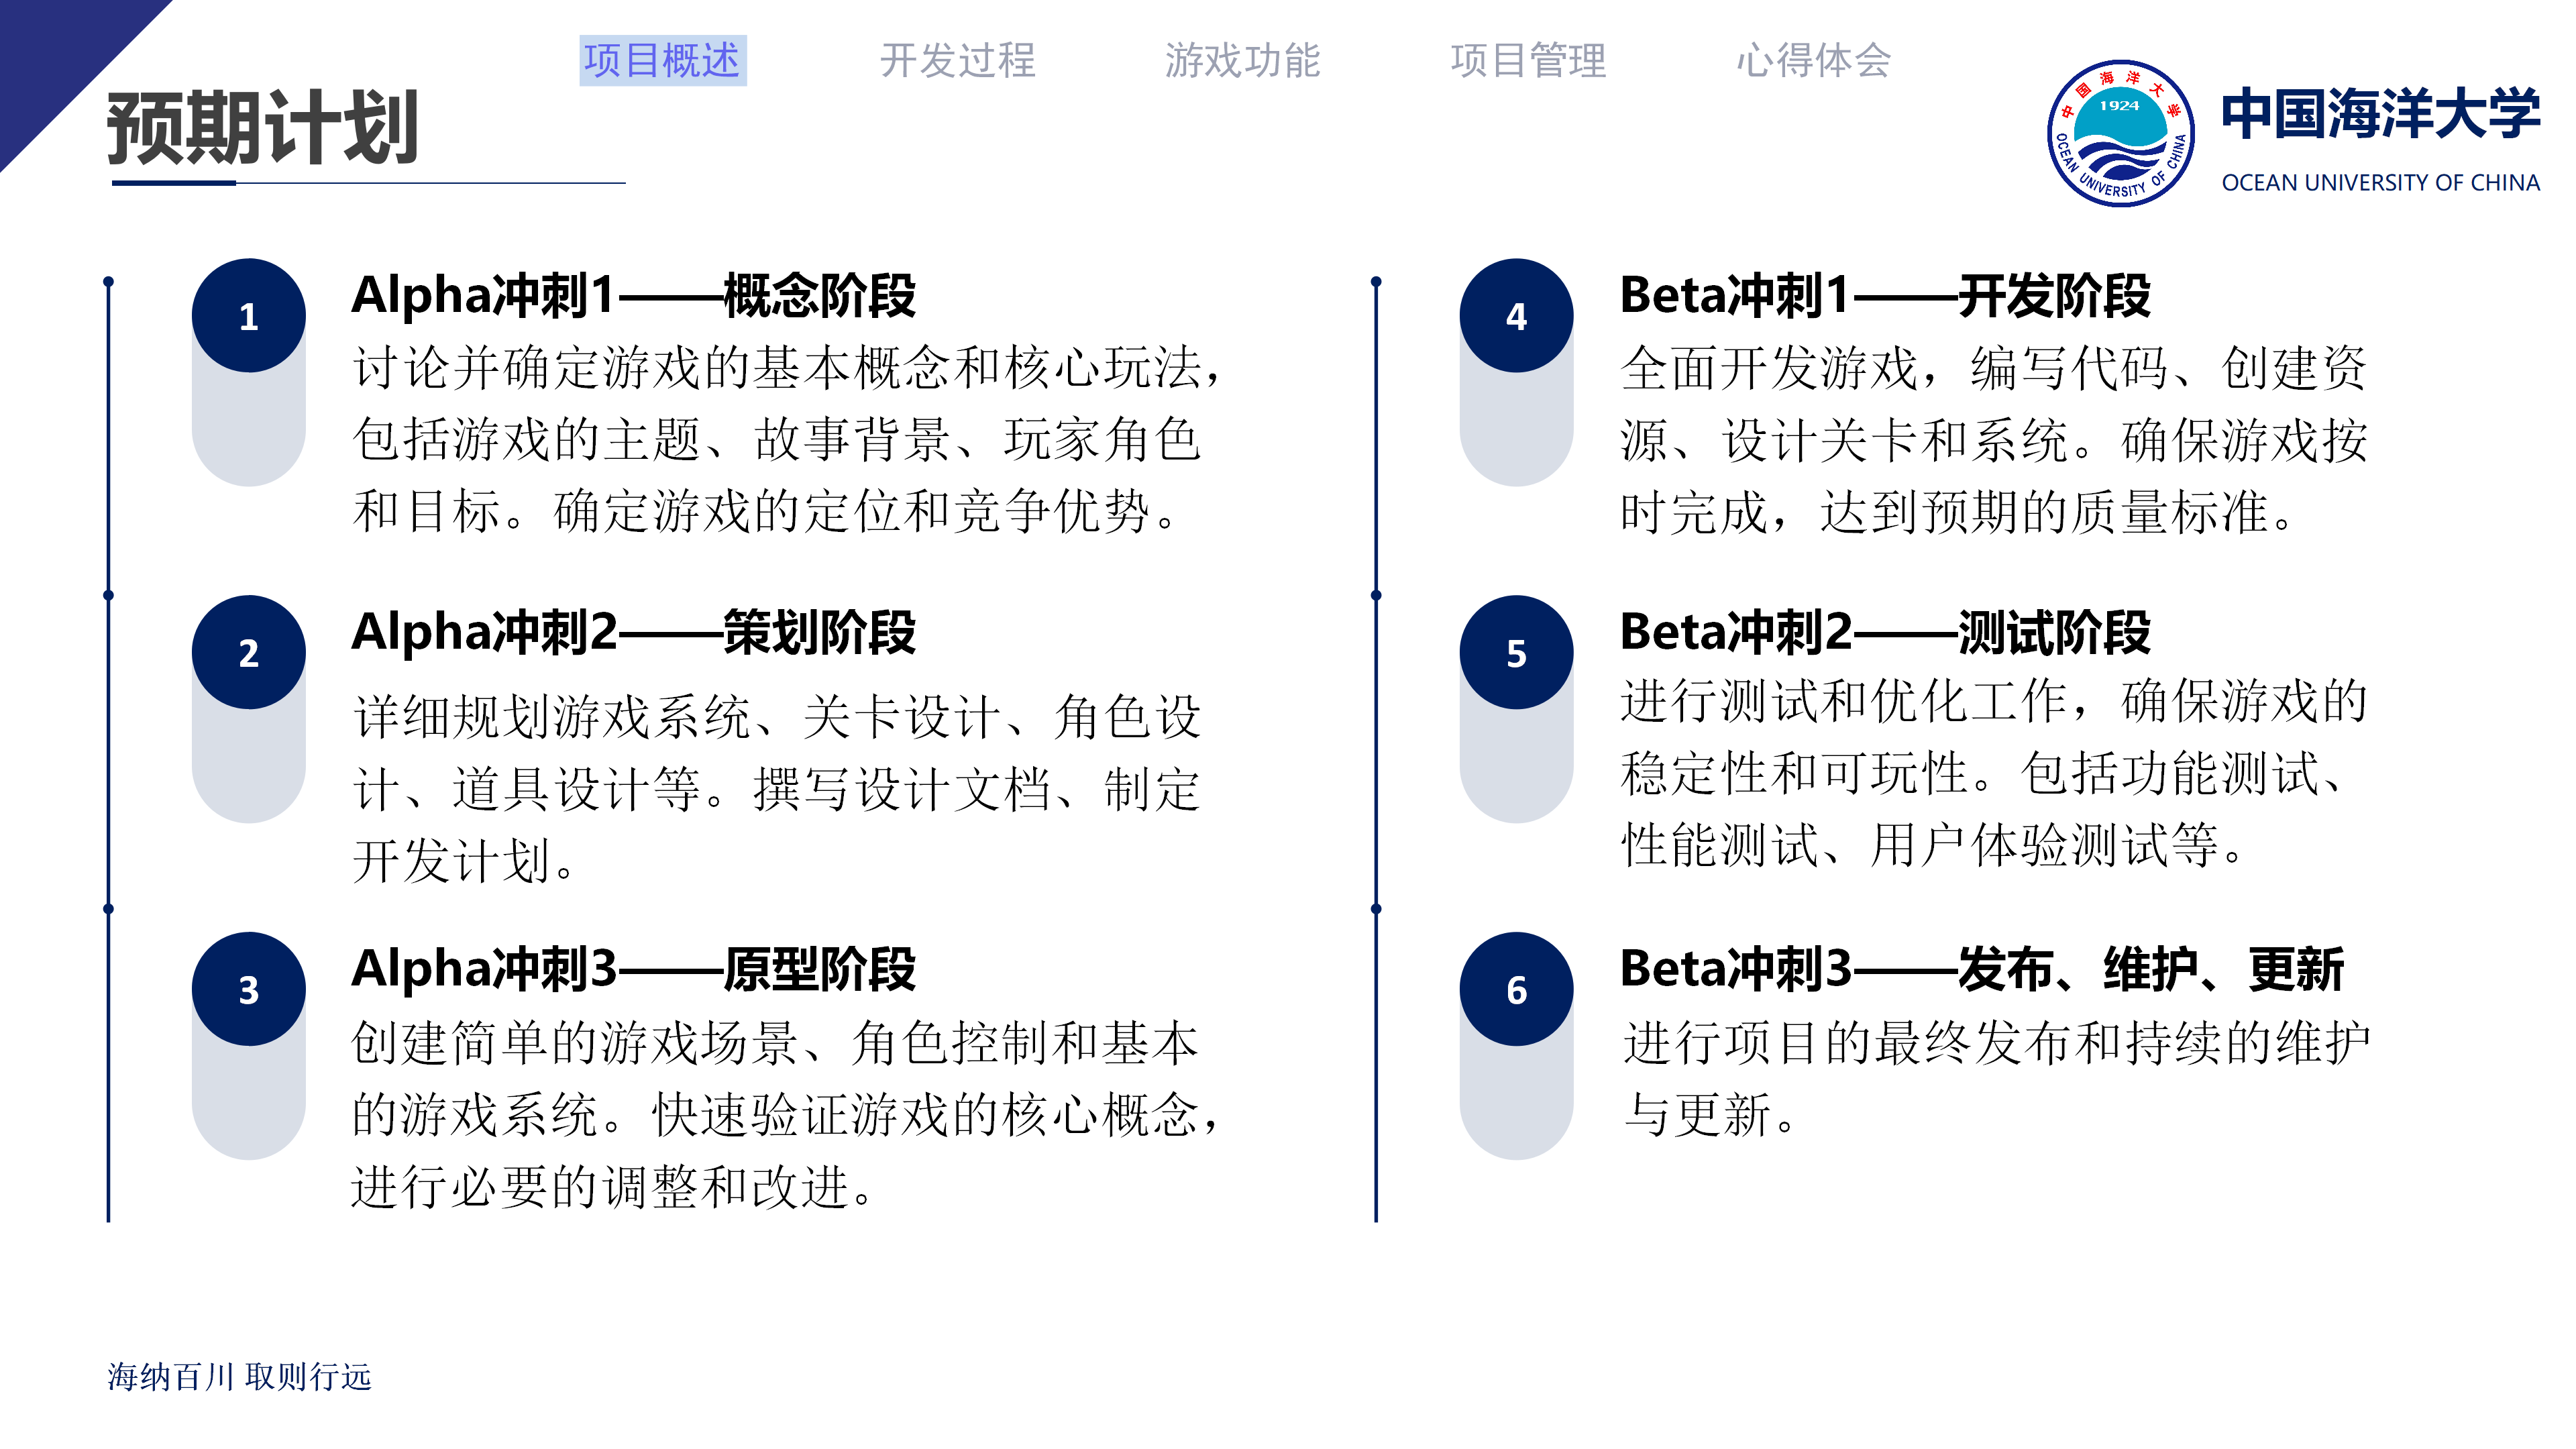 项目概述
开发过程
游戏功能
项目管理
心得体会
预期计划
中国海洋大学
1924
OCEAN UNIVERSITY OF CHINA
中国海洋大学
OCEAN UNIVERSITY OF CHINA
1
Alpha冲刺1——概念阶段
讨论并确定游戏的基本概念和核心玩法，
包括游戏的主题、故事背景、玩家角色
和目标。确定游戏的定位和竞争优势。
2
Alpha冲刺2——策划阶段
详细规划游戏系统、关卡设计、角色设
计、道具设计等。撰写设计文档、制定
开发计划。
3
Alpha冲刺3——原型阶段
创建简单的游戏场景、角色控制和基本
的游戏系统。快速验证游戏的核心概念，
进行必要的调整和改进。
4
Beta冲刺1——开发阶段
全面开发游戏，编写代码、创建资
源、设计关卡和系统。确保游戏按
时完成，达到预期的质量标准。
5
Beta冲刺2——测试阶段
进行测试和优化工作，确保游戏的
稳定性和可玩性。包括功能测试、
性能测试、用户体验测试等。
6
Beta冲刺3——发布、维护、更新
进行项目的最终发布和持续的维护
与更新。
海纳百川 取则行远